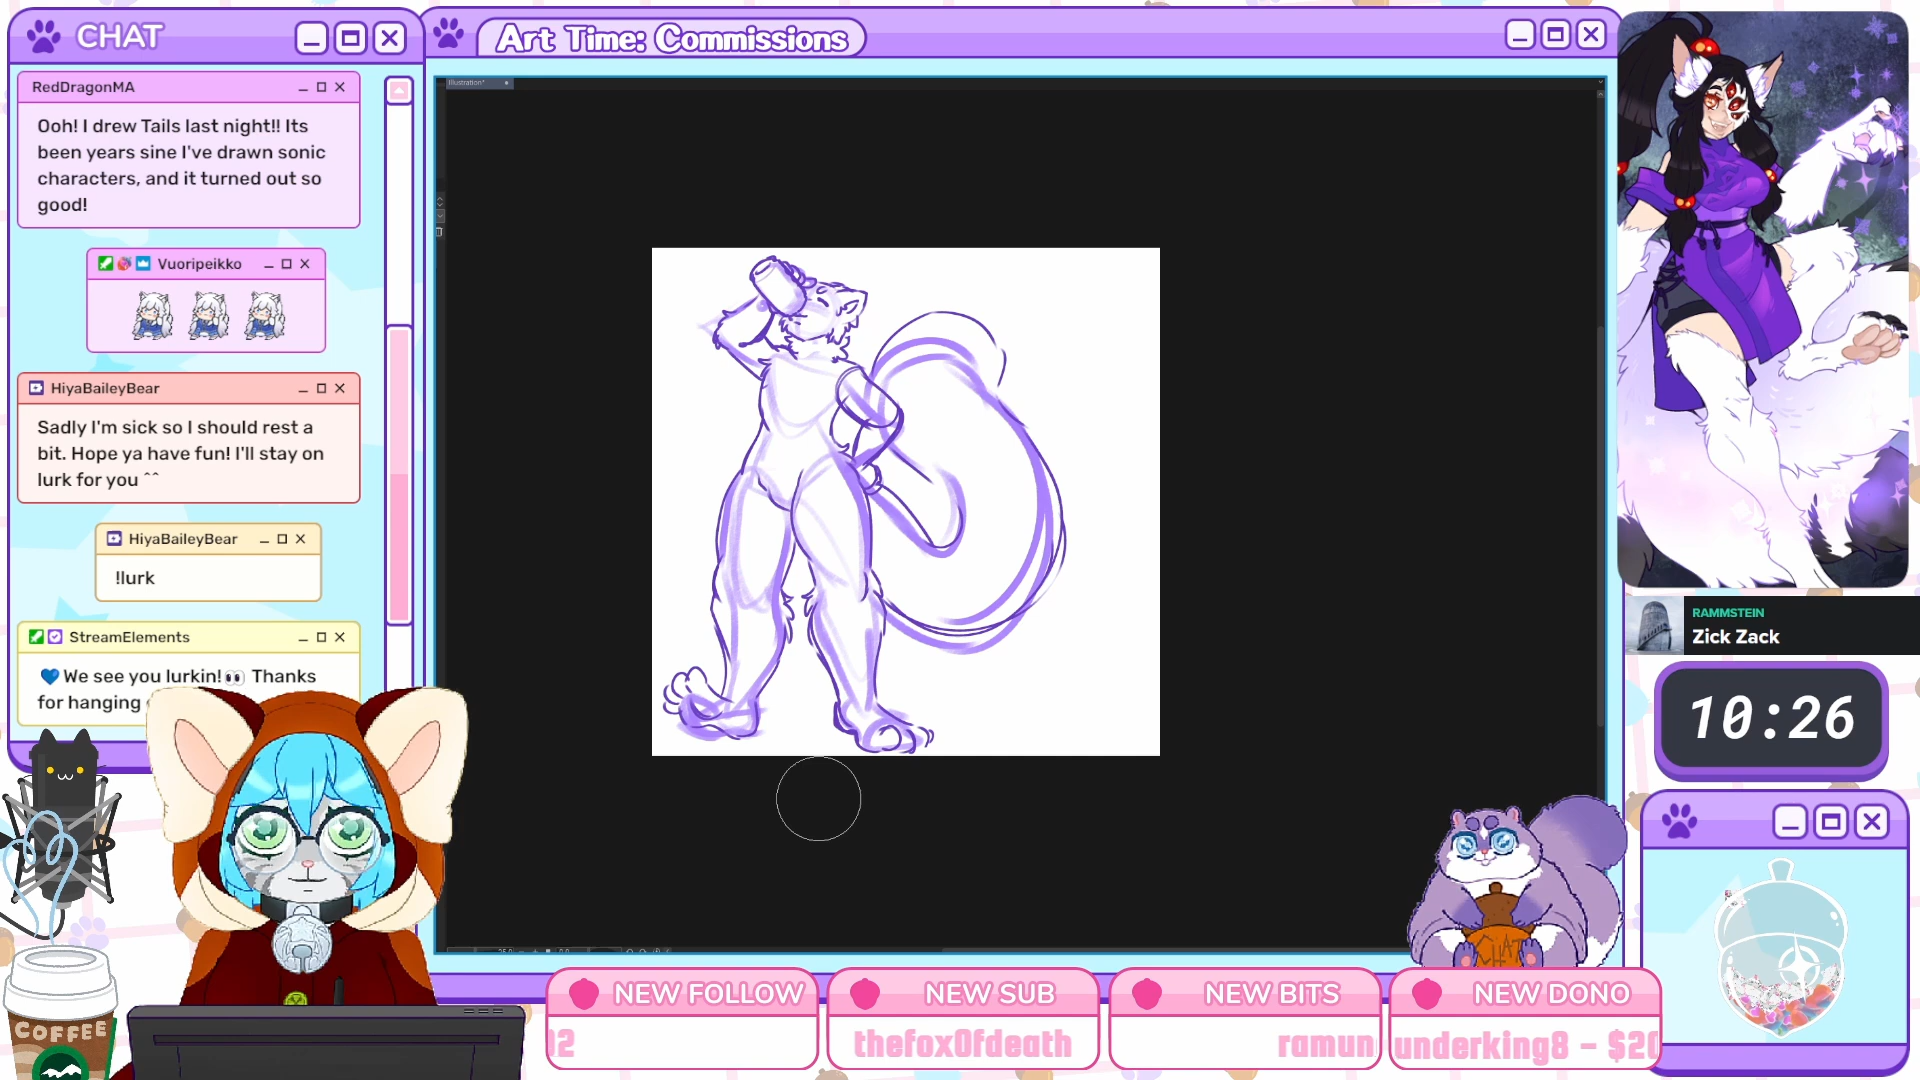 CHAT
Art Time: Commissions
Illustration*
RedDragonMA
Ooh! I drew Tails last night!! Its
been years sine I've drawn sonic
characters, and it turned out so
good!
Vuoripeikko
HiyaBaileyBear
Sadly I'm sick so I should rest a
bit. Hope ya have fun! I'll stay on
lurk for you ^^
HiyaBaileyBear
!lurk
StreamElements
💙We see you lurkin!👀 Thanks
for hanging
RAMMSTEIN
Zick Zack
10:26
COFFEE
CHAT
NEW FOLLOW
NEW SUB
NEW BITS
NEW DONO
thefox0fdeath
ramun
underking8 - $20